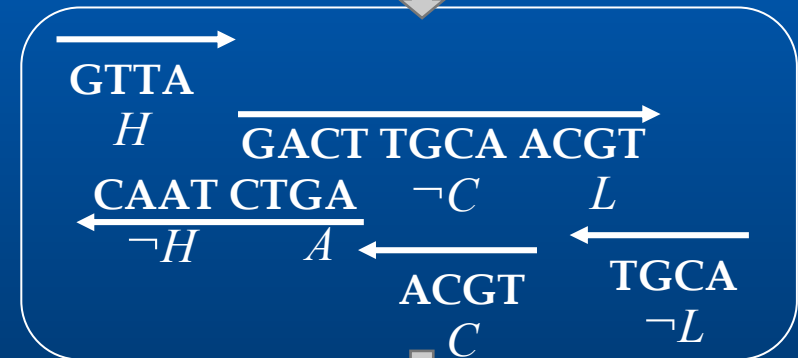 GTTA
H
GACT TGCA ACGT
¬C L
CAAT CTGA
¬H A
ACGT
C
TGCA
¬L